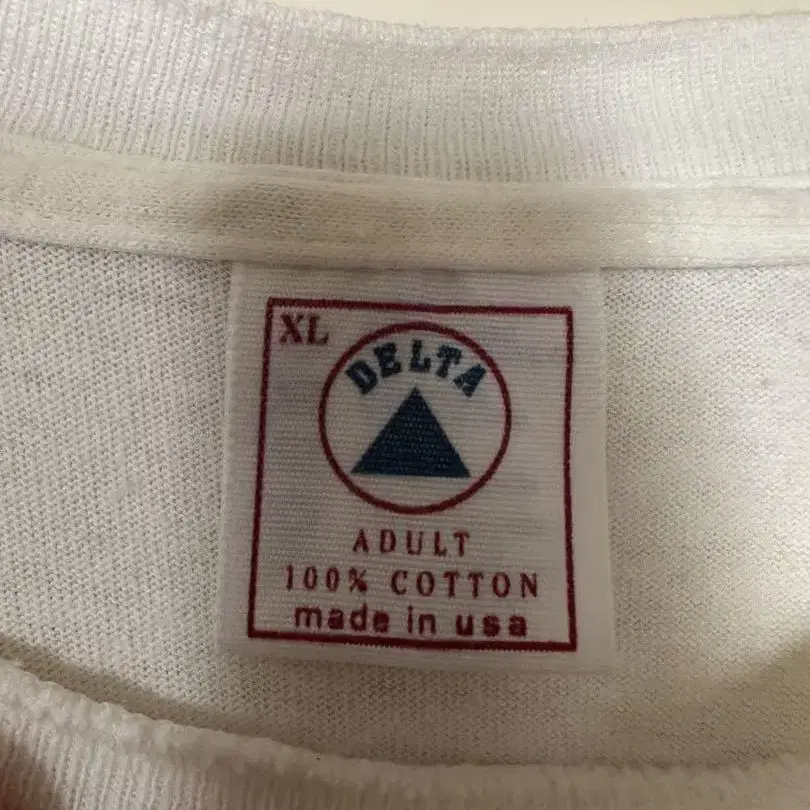 XL
DELTA
ADULT
100% COTTON
made in usa